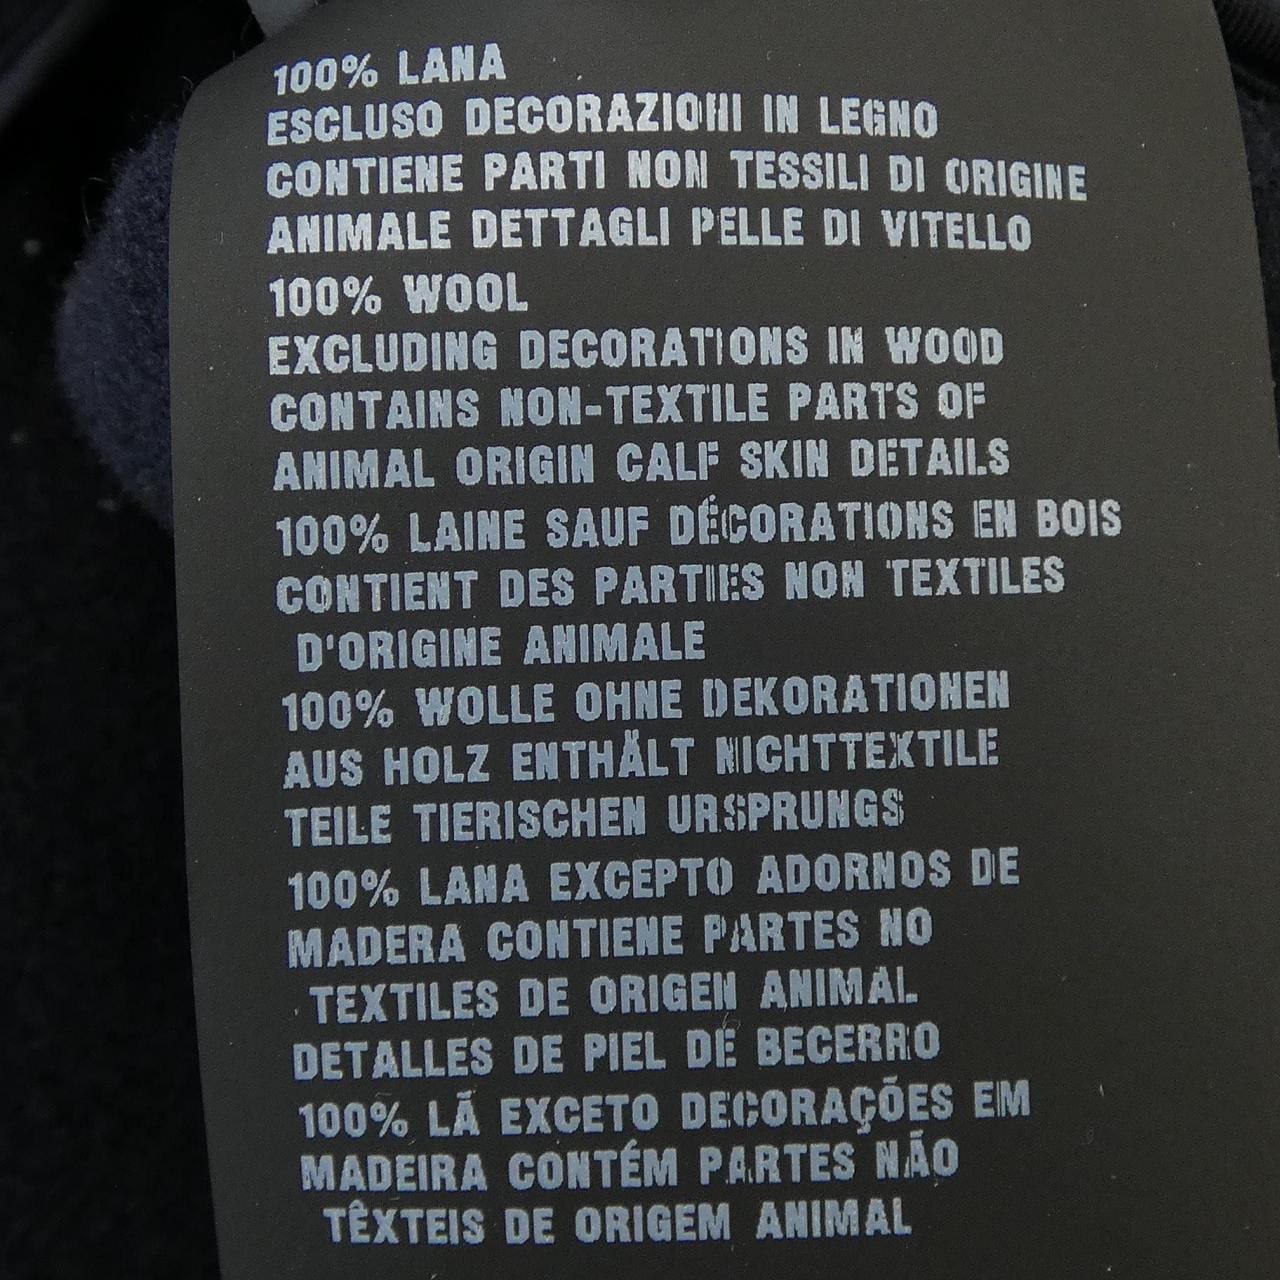 100% LANA
ESCLUSO DECORAZIONI IN LEGNO
CONTIENE PARTI NON TESSILI DI ORIGINE
ANIMALE DETTAGLI PELLE DI VITELLO
100% WOOL
EXCLUDING DECORATIONS IN WOOD
CONTAINS NON-TEXTILE PARTS OF
ANIMAL ORIGIN CALF SKIN DETAILS
100% LAINE SAUF DÉCORATIONS EN BOIS
CONTIENT DES PARTIES NON TEXTILES
D'ORIGINE ANIMALE
100% WOLLE OHNE DEKORATIONEN
AUS HOLZ ENTHÄLT NICHTTEXTILE
TEILE TIERISCHEN URSPRUNGS
100% LANA EXCEPTO ADORNOS DE
MADERA CONTIENE PARTES NO
TEXTILES DE ORIGEN ANIMAL
DETALLES DE PIEL DE BECERRO
100% LÃ EXCETO DECORAÇÕES EM
MADEIRA CONTÉM PARTES NÃO
TÊXTEIS DE ORIGEM ANIMAL